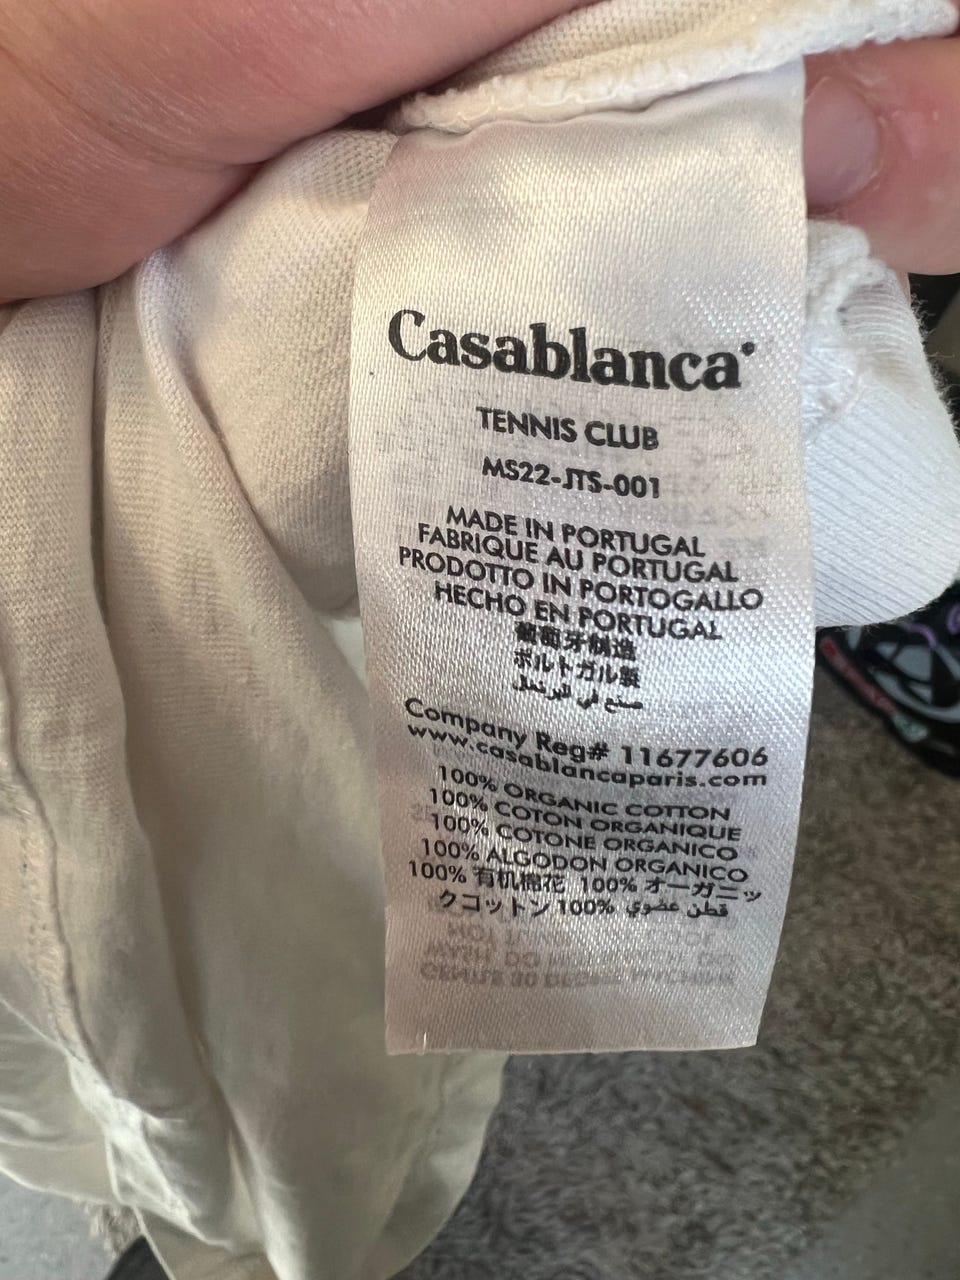 Casablanca
TENNIS CLUB
MS22-JTS-001
MADE IN PORTUGAL
FABRIQUE AU PORTUGAL
PRODOTTO IN PORTOGALLO
HECHO EN PORTUGAL
葡萄牙制造
ポルトガル製
صنع في البرتغال
Company Reg# 11677606
www.casablancaparis.com
100% ORGANIC COTTON
100% COTON ORGANIQUE
100% COTONE ORGANICO
100% ALGODON ORGANICO
100% 有机棉花 100% オーガニッ
クコットン 100% قطن عضوي